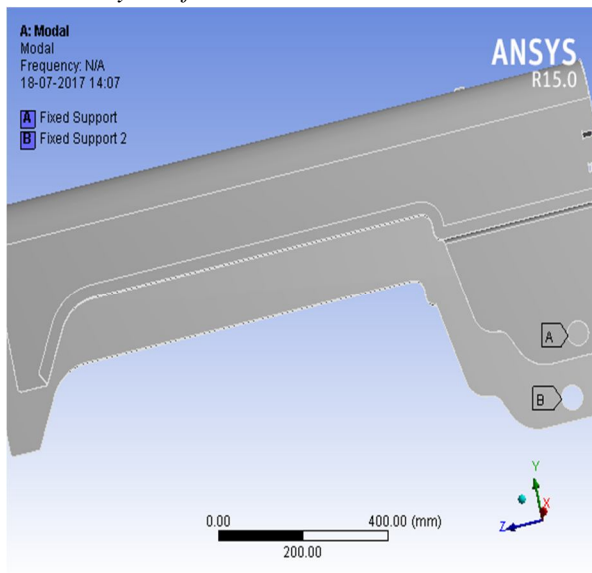 A: Modal
Modal
Frequency: N/A
18-07-2017 14:07
A Fixed Support
B Fixed Support 2
ANSYS
R15.0
A
B
Y
X
Z
0.00
400.00 (mm)
200.00